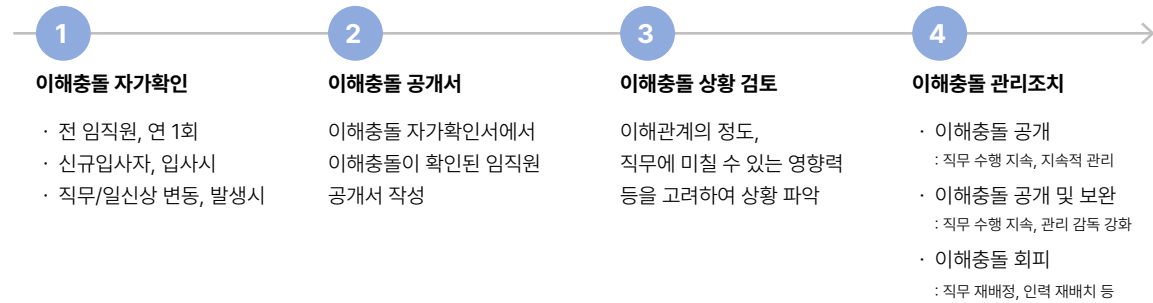 1
이해충돌 자가확인
· 전 임직원, 연 1회
· 신규입사자, 입사시
· 직무/일신상 변동, 발생시
2
이해충돌 공개서
이해충돌 자가확인서에서
이해충돌이 확인된 임직원
공개서 작성
3
이해충돌 상황 검토
이해관계의 정도,
직무에 미칠 수 있는 영향력
등을 고려하여 상황 파악
4
이해충돌 관리조치
· 이해충돌 공개
: 직무 수행 지속, 지속적 관리
· 이해충돌 공개 및 보완
: 직무 수행 지속, 관리 감독 강화
· 이해충돌 회피
: 직무 재배정, 인력 재배치 등